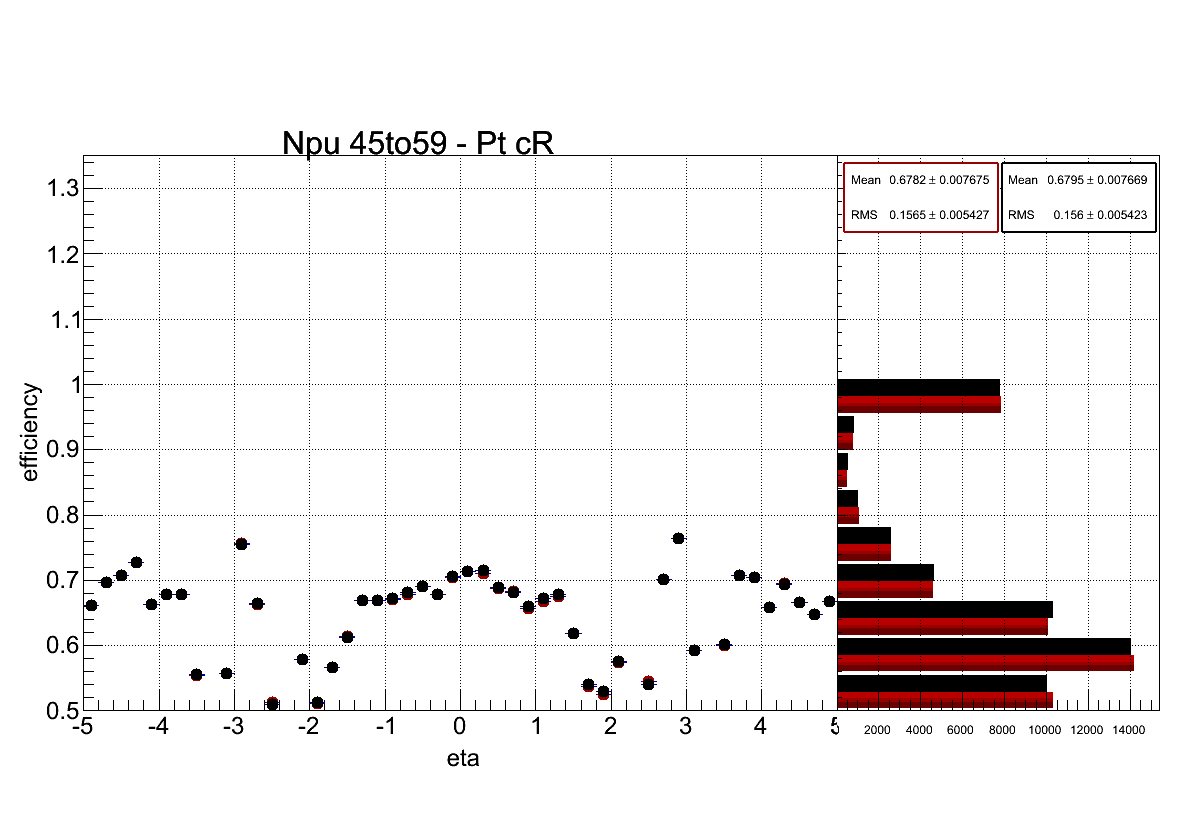 Npu 45to59 - Pt cR
Mean 0.6782 ± 0.007675
RMS 0.1565 ± 0.005427
Mean 0.6795 ± 0.007669
RMS 0.156 ± 0.005423
1.3
1.2
1.1
1
0.9
0.8
0.7
0.6
0.5
efficiency
-5 -4 -3 -2 -1 0 1 2 3 4 5
2000 4000 6000 8000 10000 12000 14000
eta